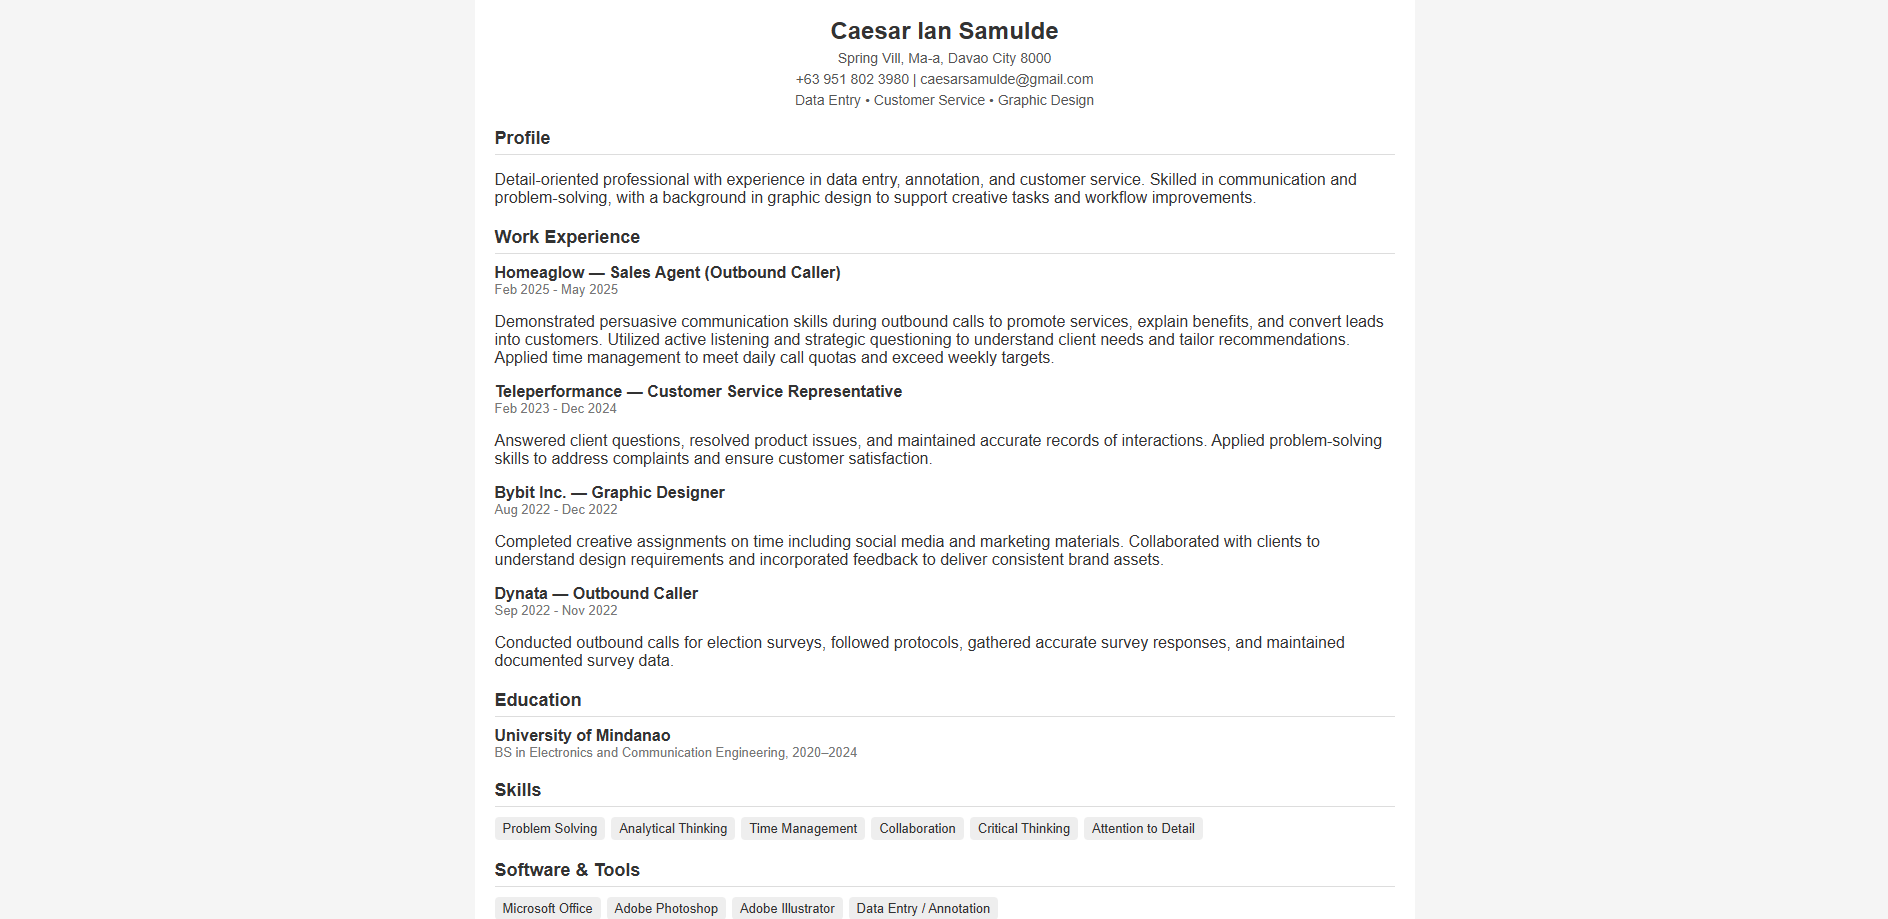 Caesar Ian Samulde
Spring Vill, Ma-a, Davao City 8000
+63 951 802 3980 | caesarsamulde@gmail.com
Data Entry • Customer Service • Graphic Design
Profile
Detail-oriented professional with experience in data entry, annotation, and customer service. Skilled in communication and
problem-solving, with a background in graphic design to support creative tasks and workflow improvements.
Work Experience
Homeaglow — Sales Agent (Outbound Caller)
Feb 2025 - May 2025
Demonstrated persuasive communication skills during outbound calls to promote services, explain benefits, and convert leads
into customers. Utilized active listening and strategic questioning to understand client needs and tailor recommendations.
Applied time management to meet daily call quotas and exceed weekly targets.
Teleperformance — Customer Service Representative
Feb 2023 - Dec 2024
Answered client questions, resolved product issues, and maintained accurate records of interactions. Applied problem-solving
skills to address complaints and ensure customer satisfaction.
Bybit Inc. — Graphic Designer
Aug 2022 - Dec 2022
Completed creative assignments on time including social media and marketing materials. Collaborated with clients to
understand design requirements and incorporated feedback to deliver consistent brand assets.
Dynata — Outbound Caller
Sep 2022 - Nov 2022
Conducted outbound calls for election surveys, followed protocols, gathered accurate survey responses, and maintained
documented survey data.
Education
University of Mindanao
BS in Electronics and Communication Engineering, 2020–2024
Skills
Problem Solving Analytical Thinking Time Management Collaboration Critical Thinking Attention to Detail
Software & Tools
Microsoft Office Adobe Photoshop Adobe Illustrator Data Entry / Annotation